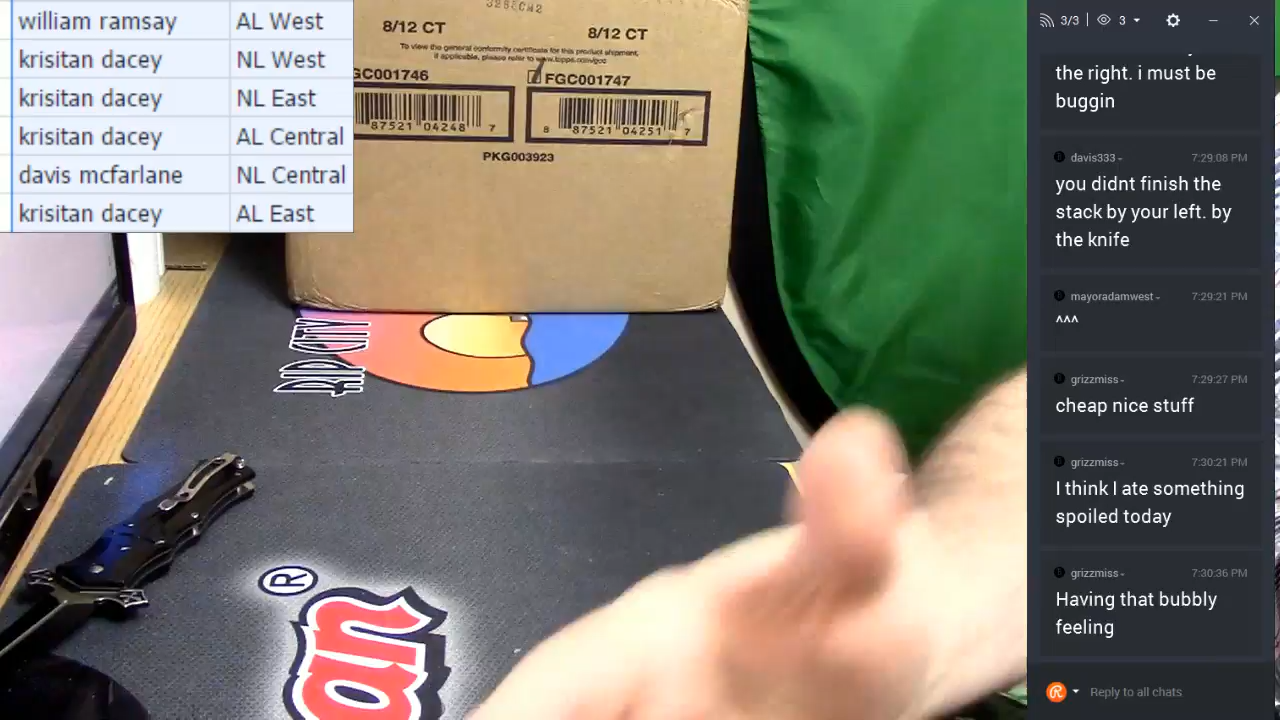 william ramsay AL West
krisitan dacey NL West
krisitan dacey NL East
krisitan dacey AL Central
davis mcfarlane NL Central
krisitan dacey AL East
8/12 CT
8/12 CT
To view the general conformity certificate for this product shipment,
if applicable, please refer to www.topps.com/gcc
GC001746
FGC001747
87521 04248 7
8 87521 04251 7
PKG003923
RIP CITY
®
an
3/3 3
the right. i must be
buggin
davis333 7:29:08 PM
you didnt finish the
stack by your left. by
the knife
mayoradamwest 7:29:21 PM
^^^
grizzmiss 7:29:27 PM
cheap nice stuff
grizzmiss 7:30:21 PM
I think I ate something
spoiled today
grizzmiss 7:30:36 PM
Having that bubbly
feeling
Reply to all chats